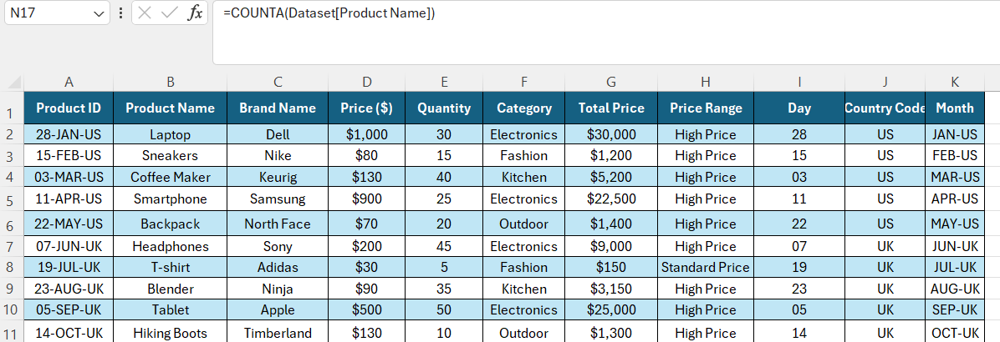 N17 fx =COUNTA(Dataset[Product Name])
A B C D E F G H I J K
1 Product ID Product Name Brand Name Price ($) Quantity Category Total Price Price Range Day Country Code Month
2 28-JAN-US Laptop Dell $1,000 30 Electronics $30,000 High Price 28 US JAN-US
3 15-FEB-US Sneakers Nike $80 15 Fashion $1,200 High Price 15 US FEB-US
4 03-MAR-US Coffee Maker Keurig $130 40 Kitchen $5,200 High Price 03 US MAR-US
5 11-APR-US Smartphone Samsung $900 25 Electronics $22,500 High Price 11 US APR-US
6 22-MAY-US Backpack North Face $70 20 Outdoor $1,400 High Price 22 US MAY-US
7 07-JUN-UK Headphones Sony $200 45 Electronics $9,000 High Price 07 UK JUN-UK
8 19-JUL-UK T-shirt Adidas $30 5 Fashion $150 Standard Price 19 UK JUL-UK
9 23-AUG-UK Blender Ninja $90 35 Kitchen $3,150 High Price 23 UK AUG-UK
10 05-SEP-UK Tablet Apple $500 50 Electronics $25,000 High Price 05 UK SEP-UK
11 14-OCT-UK Hiking Boots Timberland $130 10 Outdoor $1,300 High Price 14 UK OCT-UK